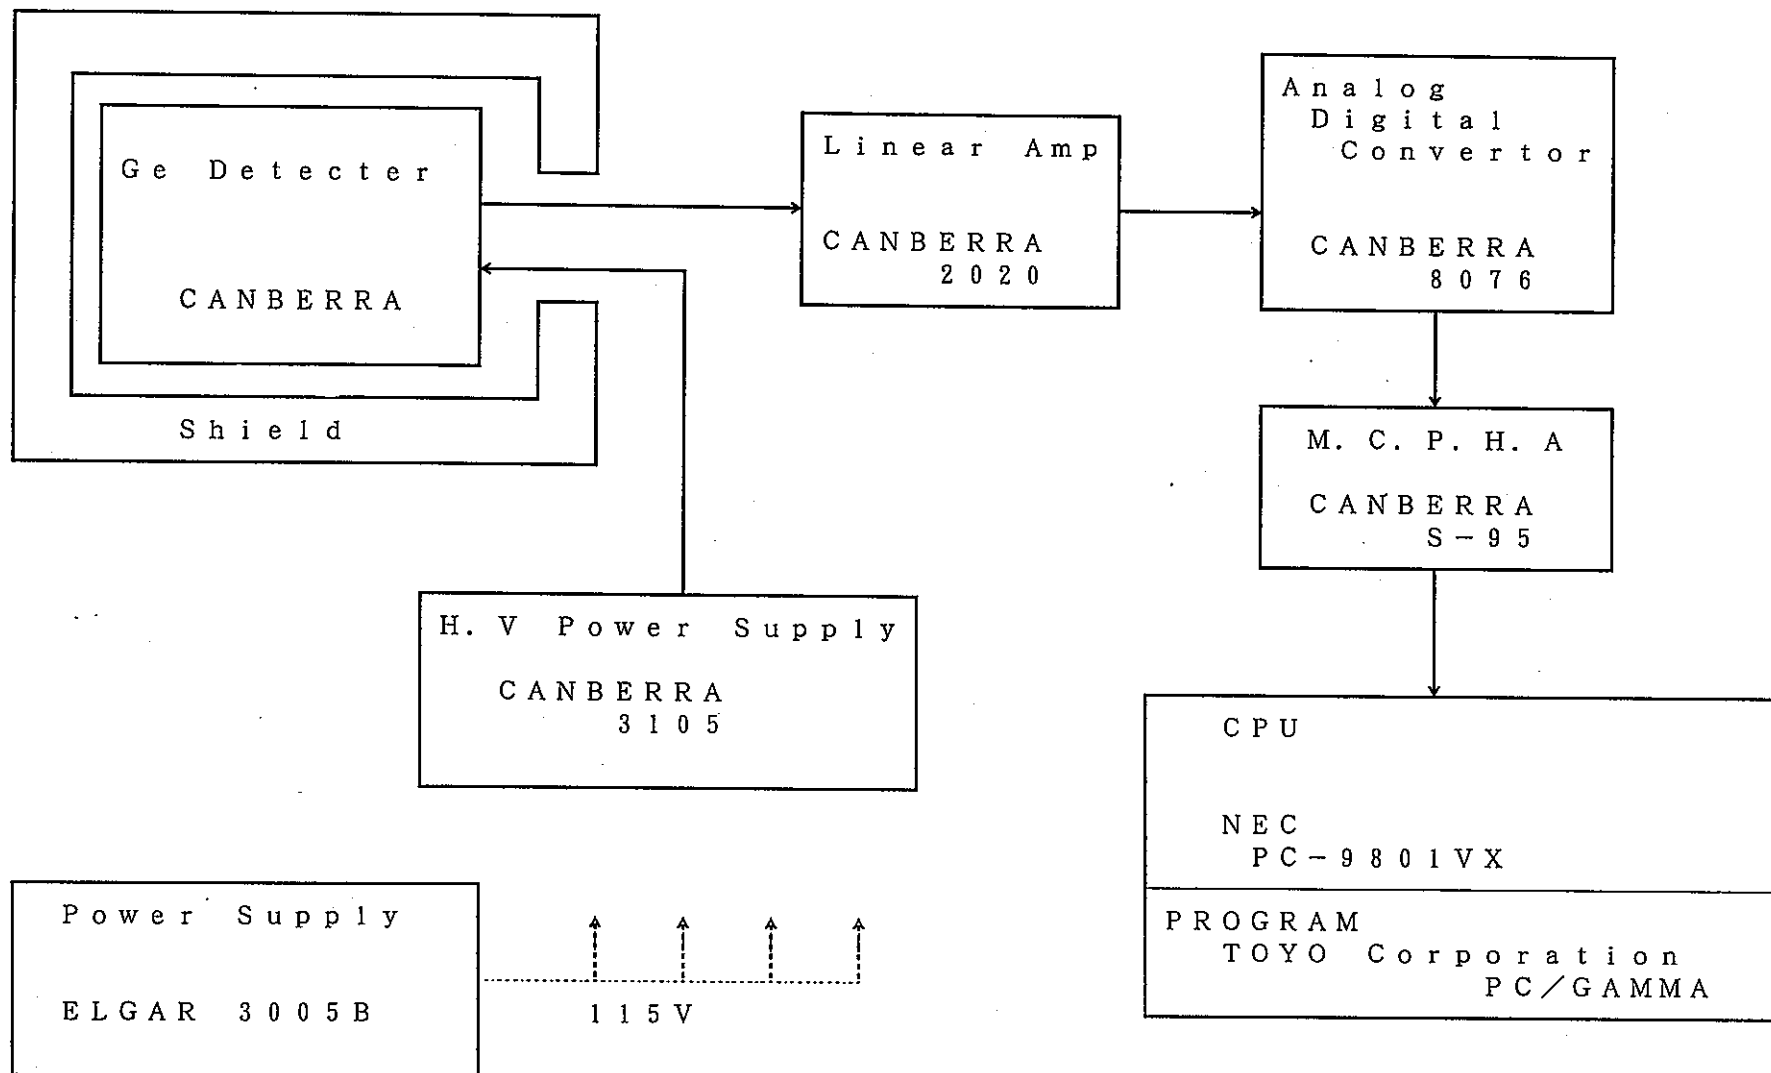 Ge Detecter
CANBERRA
Shield
Linear Amp
CANBERRA
2020
Analog
Digital
Convertor
CANBERRA
8076
M. C. P. H. A
CANBERRA
S-95
H. V Power Supply
CANBERRA
3105
CPU
NEC
PC-9801VX
PROGRAM
TOYO Corporation
PC/GAMMA
Power Supply
ELGAR 3005B
115V